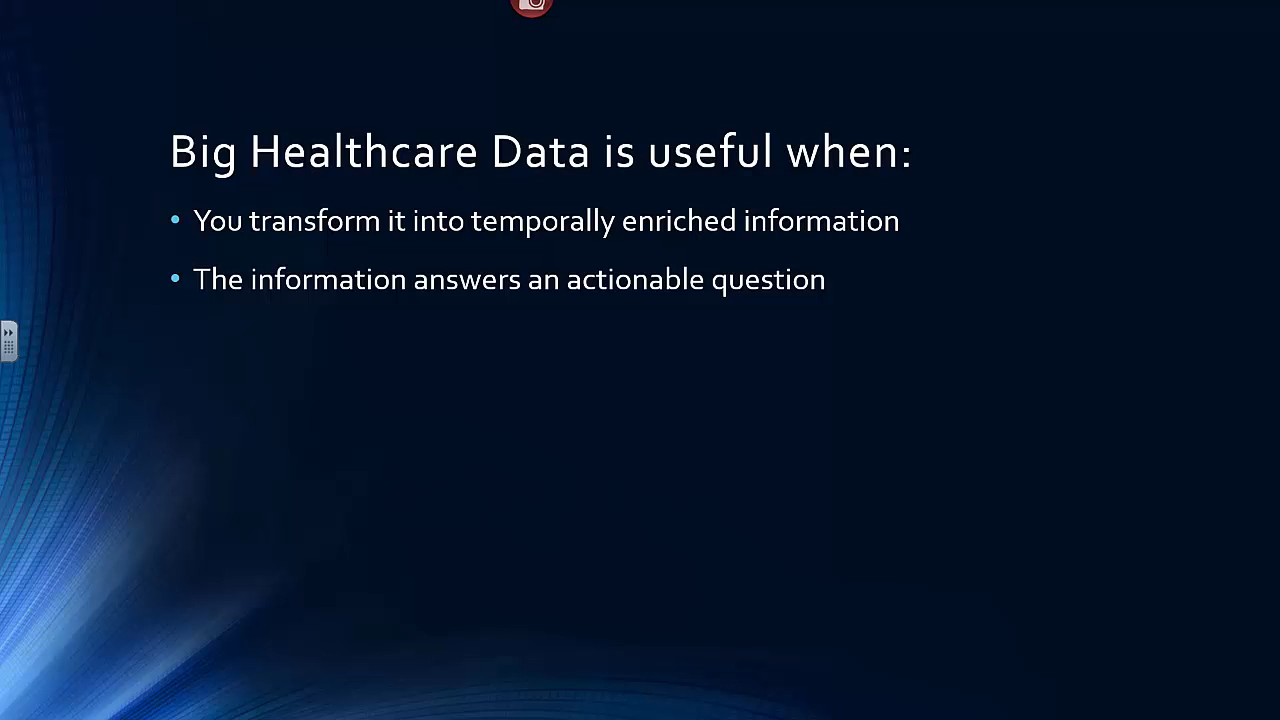 Big Healthcare Data is useful when:
• You transform it into temporally enriched information
• The information answers an actionable question